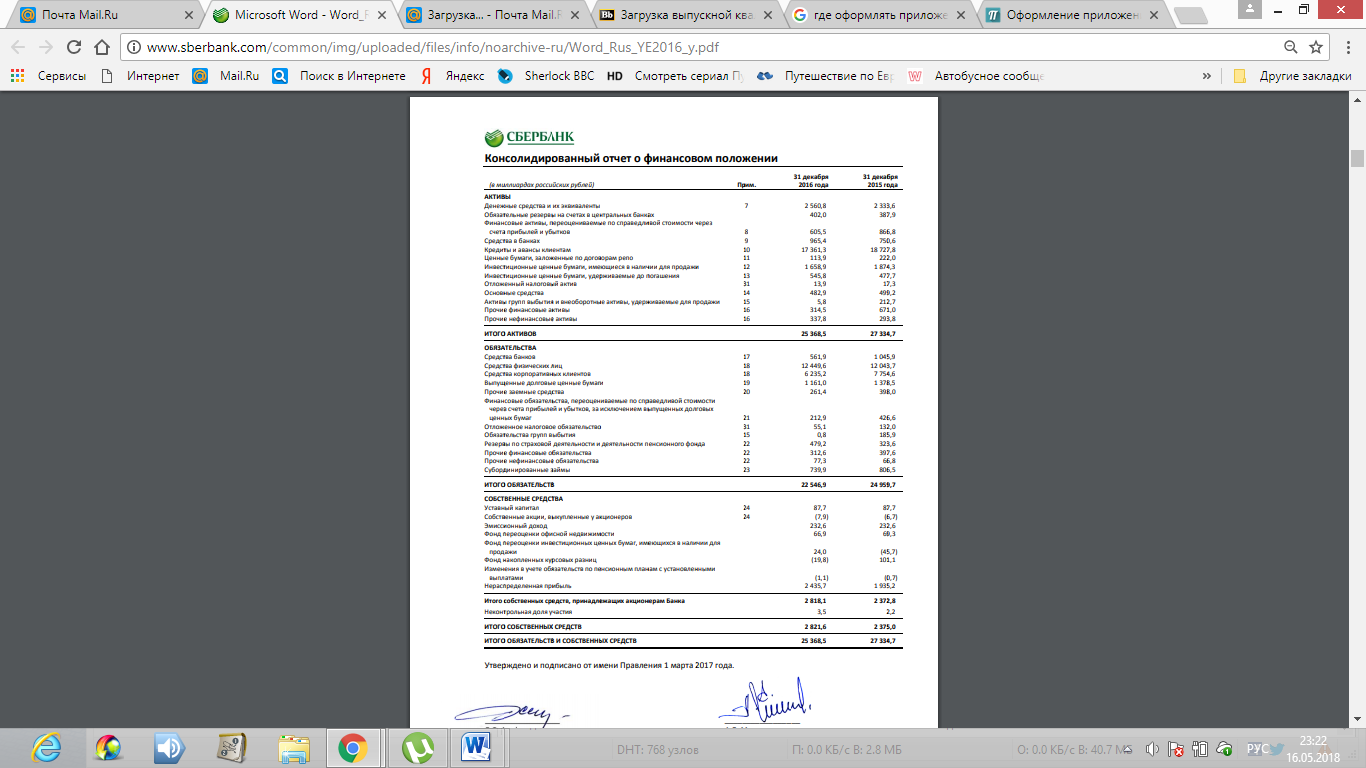 Почта Mail.Ru
Microsoft Word - Word_R
Загрузка... - Почта Mail.R
Загрузка выпускной ква
где оформлять приложе
Оформление приложен
www.sberbank.com/common/img/uploaded/files/info/noarchive-ru/Word_Rus_YE2016_y.pdf
Сервисы Интернет Mail.Ru Поиск в Интернете Яндекс Sherlock BBC HD Смотреть сериал Пу Путешествие по Евр Автобусное сообще » Другие закладки
СБЕРБАНК
Консолидированный отчет о финансовом положении
31 декабря 31 декабря
(в миллиардах российских рублей) Прим. 2016 года 2015 года
АКТИВЫ
Денежные средства и их эквиваленты 7 2 560,8 2 333,6
Обязательные резервы на счетах в центральных банках 402,0 387,9
Финансовые активы, переоцениваемые по справедливой стоимости через
счета прибылей и убытков 8 605,5 866,8
Средства в банках 9 965,4 750,6
Кредиты и авансы клиентам 10 17 361,3 18 727,8
Ценные бумаги, заложенные по договорам репо 11 113,9 222,0
Инвестиционные ценные бумаги, имеющиеся в наличии для продажи 12 1 658,9 1 874,3
Инвестиционные ценные бумаги, удерживаемые до погашения 13 545,8 477,7
Отложенный налоговый актив 31 13,9 17,3
Основные средства 14 482,9 499,2
Активы групп выбытия и внеоборотные активы, удерживаемые для продажи 15 5,8 212,7
Прочие финансовые активы 16 314,5 671,0
Прочие нефинансовые активы 16 337,8 293,8
ИТОГО АКТИВОВ 25 368,5 27 334,7
ОБЯЗАТЕЛЬСТВА
Средства банков 17 561,9 1 045,9
Средства физических лиц 18 12 449,6 12 043,7
Средства корпоративных клиентов 18 6 235,2 7 754,6
Выпущенные долговые ценные бумаги 19 1 161,0 1 378,5
Прочие заемные средства 20 261,4 398,0
Финансовые обязательства, переоцениваемые по справедливой стоимости
через счета прибылей и убытков, за исключением выпущенных долговых
ценных бумаг 21 212,9 426,6
Отложенное налоговое обязательство 31 55,1 132,0
Обязательства групп выбытия 15 0,8 185,9
Резервы по страховой деятельности и деятельности пенсионного фонда 22 479,2 323,6
Прочие финансовые обязательства 22 312,6 397,6
Прочие нефинансовые обязательства 22 77,3 66,8
Субординированные займы 23 739,9 806,5
ИТОГО ОБЯЗАТЕЛЬСТВ 22 546,9 24 959,7
СОБСТВЕННЫЕ СРЕДСТВА
Уставный капитал 24 87,7 87,7
Собственные акции, выкупленные у акционеров 24 (7,9) (6,7)
Эмиссионный доход 232,6 232,6
Фонд переоценки офисной недвижимости 66,9 69,3
Фонд переоценки инвестиционных ценных бумаг, имеющихся в наличии для
продажи 24,0 (45,7)
Фонд накопленных курсовых разниц (19,8) 101,1
Изменения в учете обязательств по пенсионным планам с установленными
выплатами (1,1) (0,7)
Нераспределенная прибыль 2 435,7 1 935,2
Итого собственных средств, принадлежащих акционерам Банка 2 818,1 2 372,8
Неконтрольная доля участия 3,5 2,2
ИТОГО СОБСТВЕННЫХ СРЕДСТВ 2 821,6 2 375,0
ИТОГО ОБЯЗАТЕЛЬСТВ И СОБСТВЕННЫХ СРЕДСТВ 25 368,5 27 334,7
Утверждено и подписано от имени Правления 1 марта 2017 года.
DHT: 768 узлов П: 0.0 КБ/с В: 2.8 МБ О: 0.0 КБ/с В: 40.7 М
РУС
23:22
16.05.2018